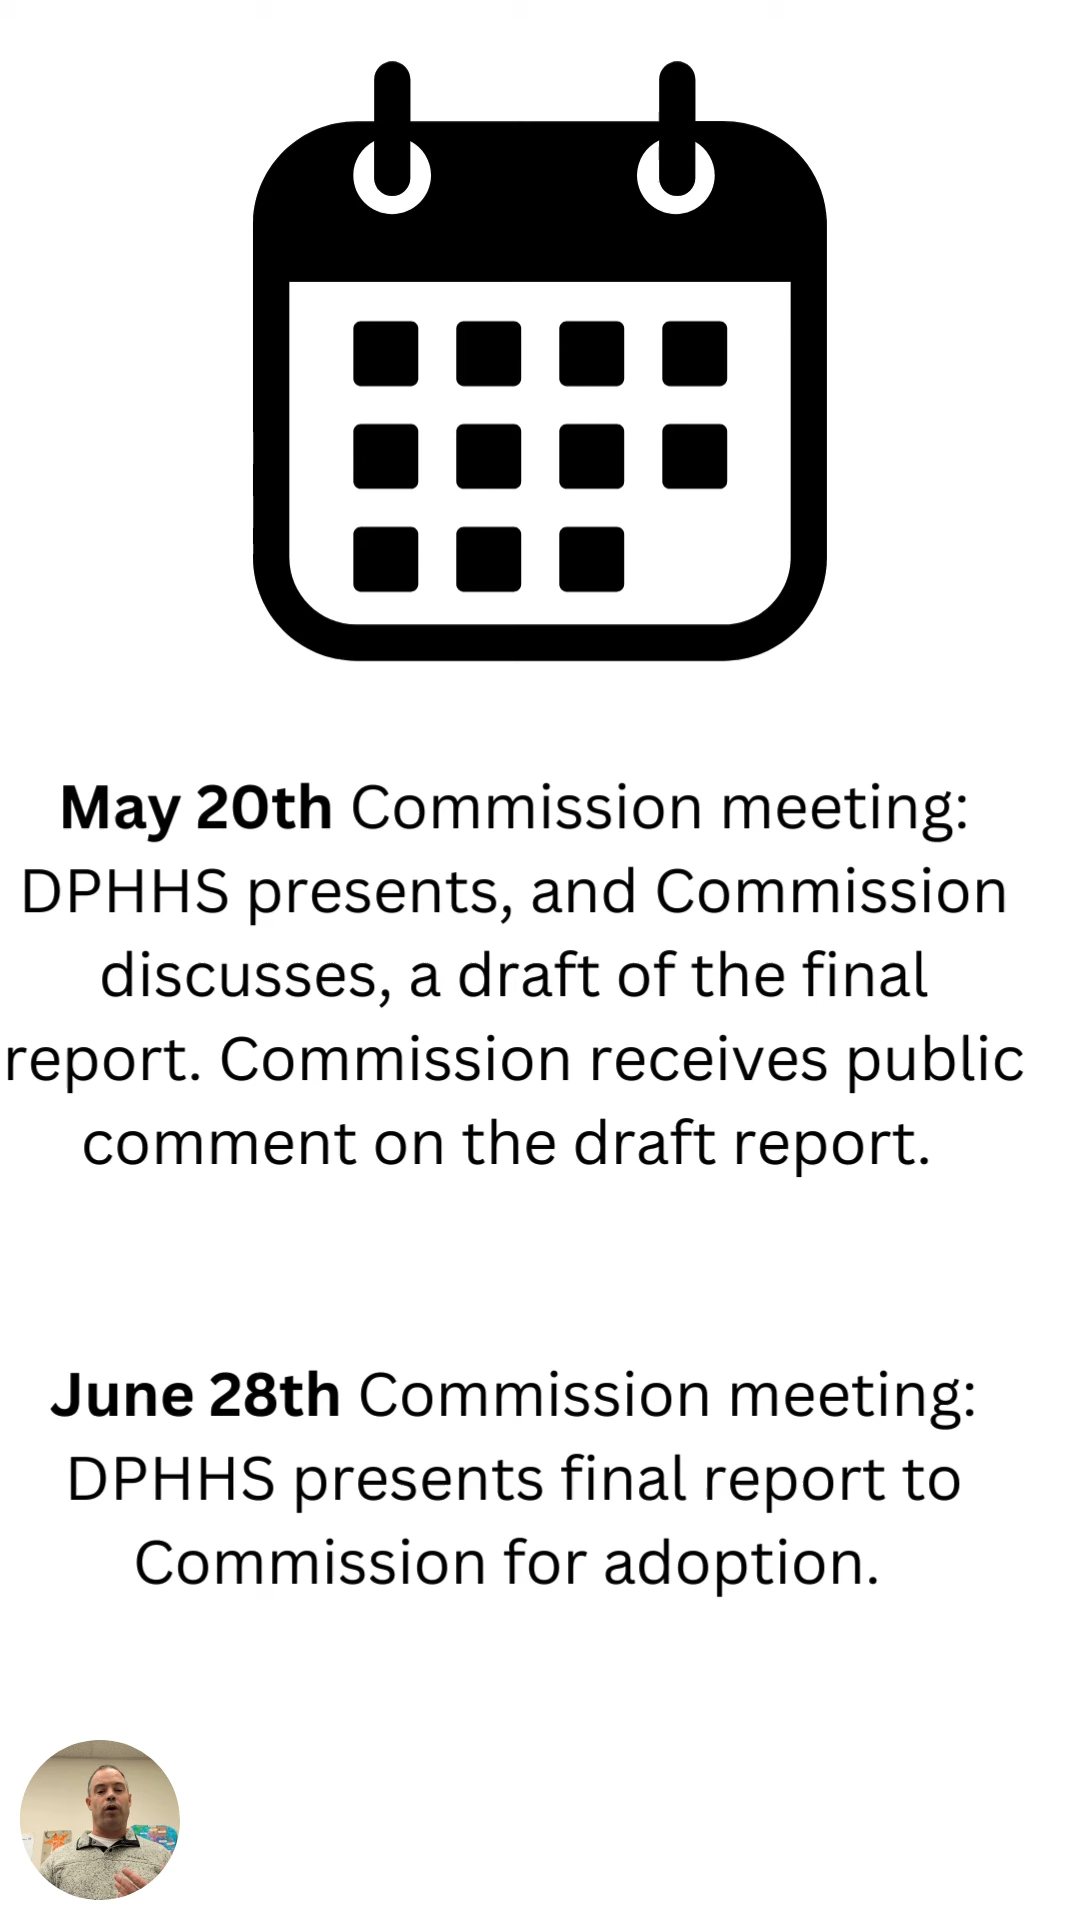 May 20th Commission meeting:
DPHHS presents, and Commission
discusses, a draft of the final
report. Commission receives public
comment on the draft report.
June 28th Commission meeting:
DPHHS presents final report to
Commission for adoption.